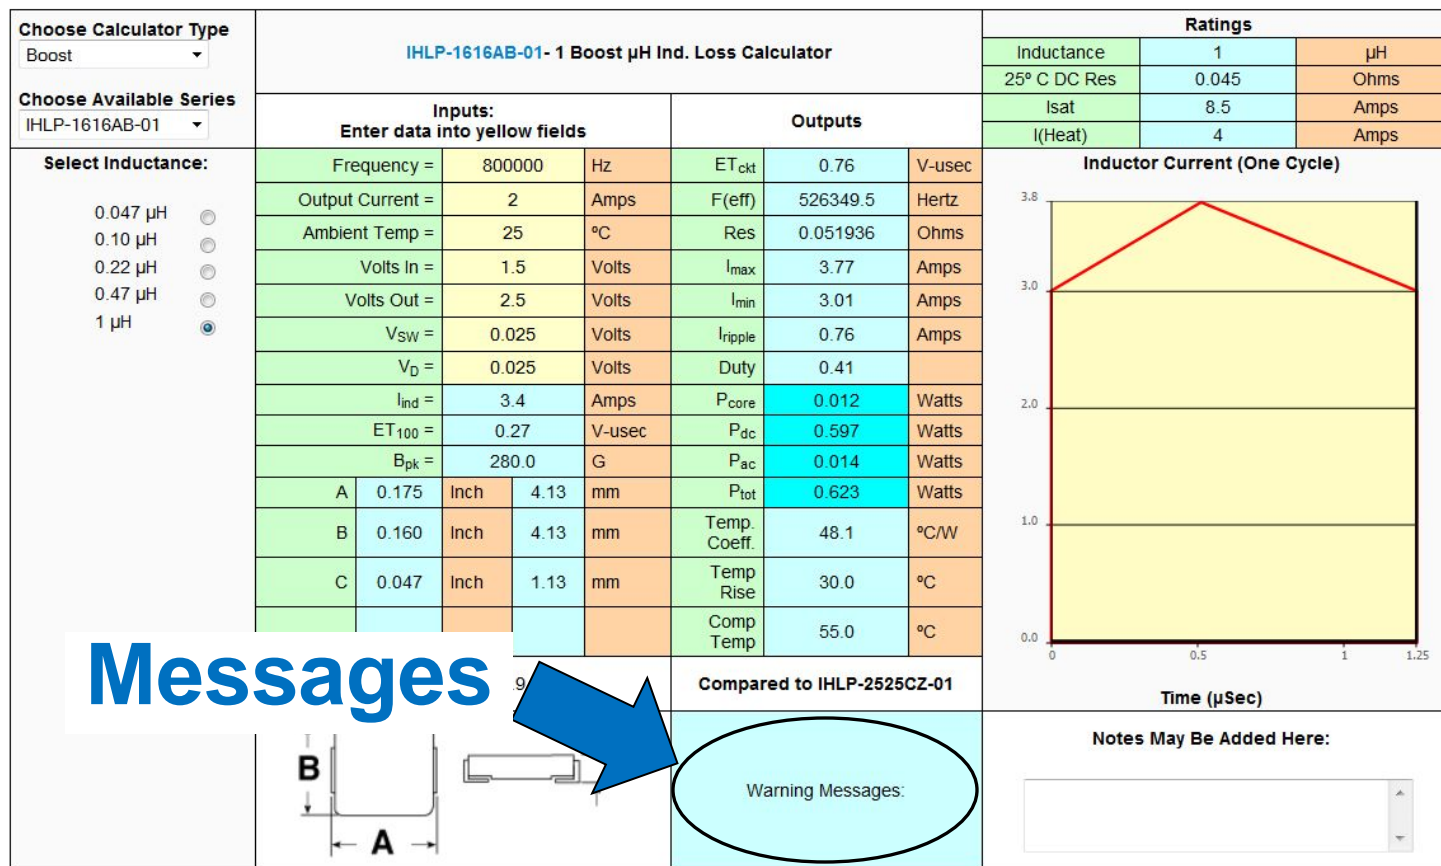 Choose Calculator Type
Boost
Choose Available Series
IHLP-1616AB-01
IHLP-1616AB-01- 1 Boost µH Ind. Loss Calculator
Inputs:
Enter data into yellow fields
Outputs
Ratings
Inductance 1 µH
25º C DC Res 0.045 Ohms
Isat 8.5 Amps
I(Heat) 4 Amps
Select Inductance:
0.047 µH
0.10 µH
0.22 µH
0.47 µH
1 µH
Frequency = 800000 Hz
Output Current = 2 Amps
Ambient Temp = 25 ºC
Volts In = 1.5 Volts
Volts Out = 2.5 Volts
VSW = 0.025 Volts
VD = 0.025 Volts
Iind = 3.4 Amps
ET100 = 0.27 V-usec
Bpk = 280.0 G
A 0.175 Inch 4.13 mm
B 0.160 Inch 4.13 mm
C 0.047 Inch 1.13 mm
ETckt 0.76 V-usec
F(eff) 526349.5 Hertz
Res 0.051936 Ohms
Imax 3.77 Amps
Imin 3.01 Amps
Iripple 0.76 Amps
Duty 0.41
Pcore 0.012 Watts
Pdc 0.597 Watts
Pac 0.014 Watts
Ptot 0.623 Watts
Temp.
Coeff. 48.1 ºC/W
Temp
Rise 30.0 ºC
Comp
Temp 55.0 ºC
Inductor Current (One Cycle)
3.8
3.0
2.0
1.0
0.0
0 0.5 1 1.25
Time (µSec)
Messages
Compared to IHLP-2525CZ-01
B
A
Warning Messages:
Notes May Be Added Here: